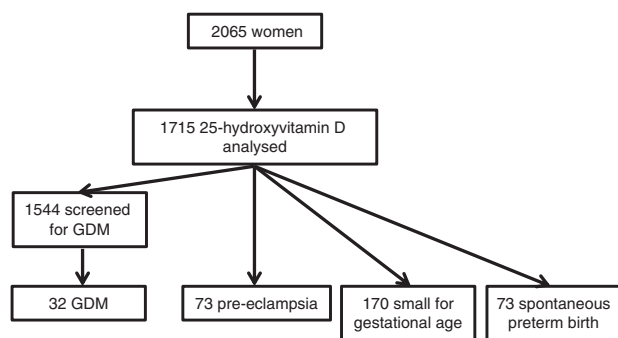 2065 women
1715 25-hydroxyvitamin D
analysed
1544 screened
for GDM
32 GDM
73 pre-eclampsia
170 small for
gestational age
73 spontaneous
preterm birth